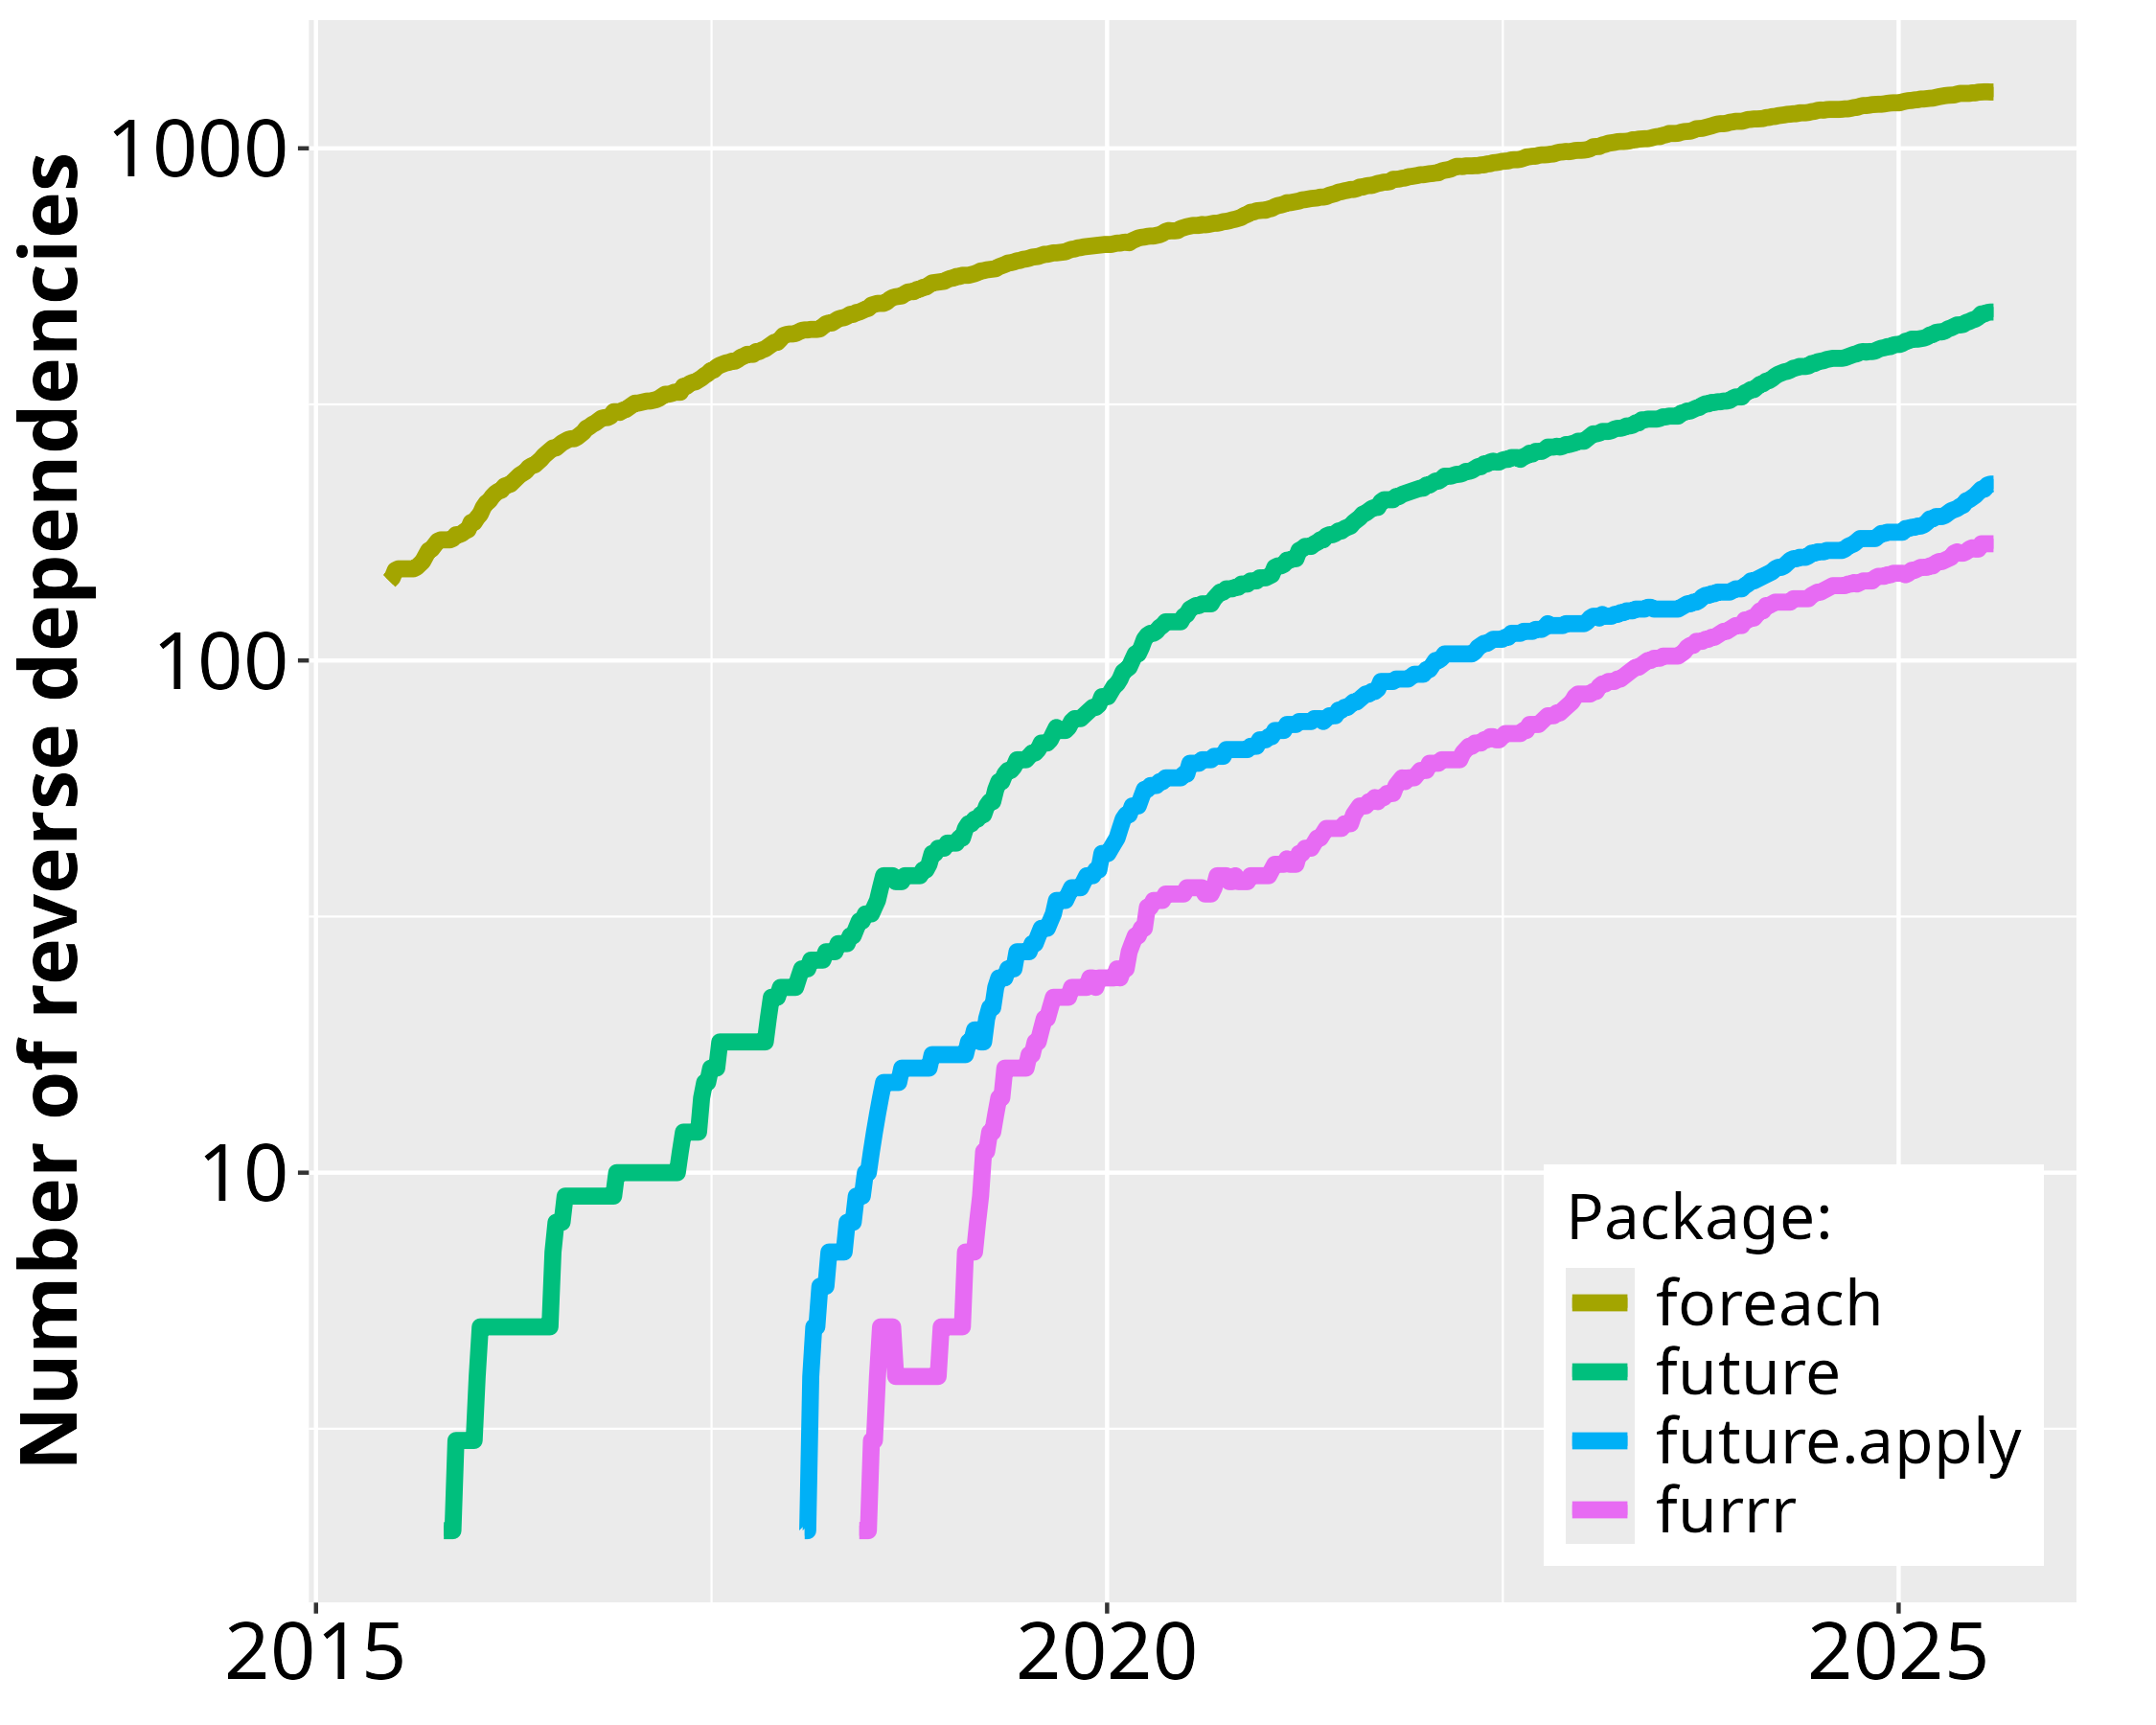 Number of reverse dependencies
1000
100
10
2015
2020
2025
Package:
foreach
future
future.apply
furrr